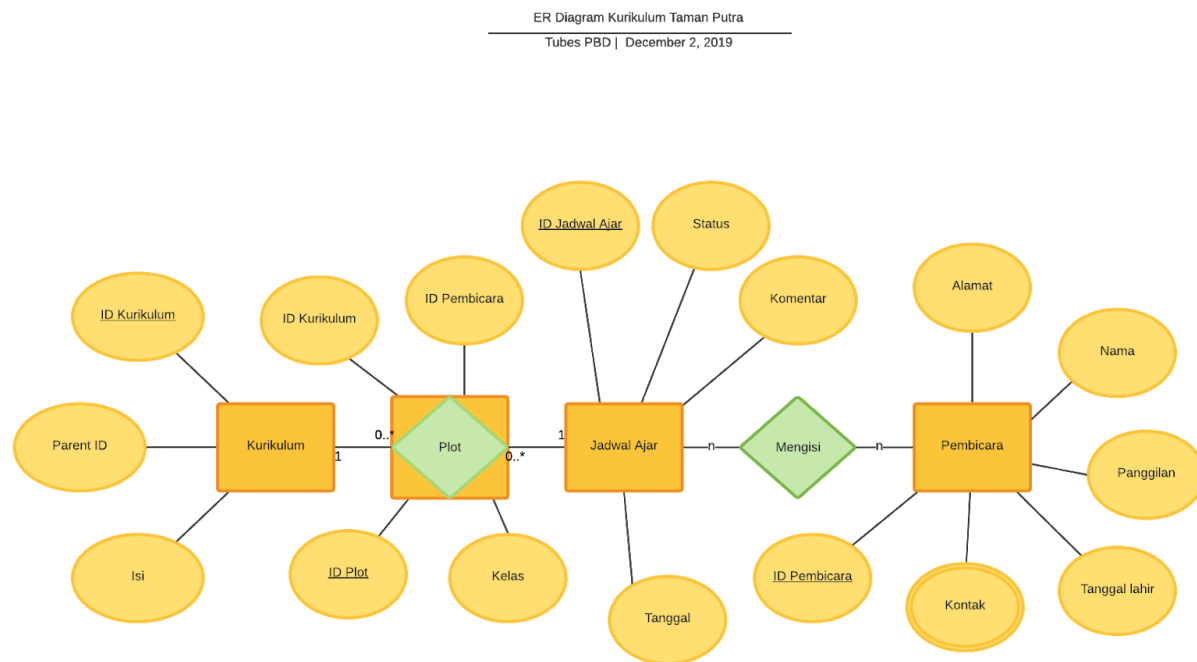 ER Diagram Kurikulum Taman Putra
Tubes PBD | December 2, 2019
ID Jadwal Ajar
Status
ID Kurikulum
ID Kurikulum
ID Pembicara
Komentar
Alamat
Nama
Parent ID
Kurikulum
1
0..*
Plot
0..*
1
Jadwal Ajar
n
Mengisi
n
Pembicara
Panggilan
Isi
ID Plot
Kelas
Tanggal
ID Pembicara
Kontak
Tanggal lahir